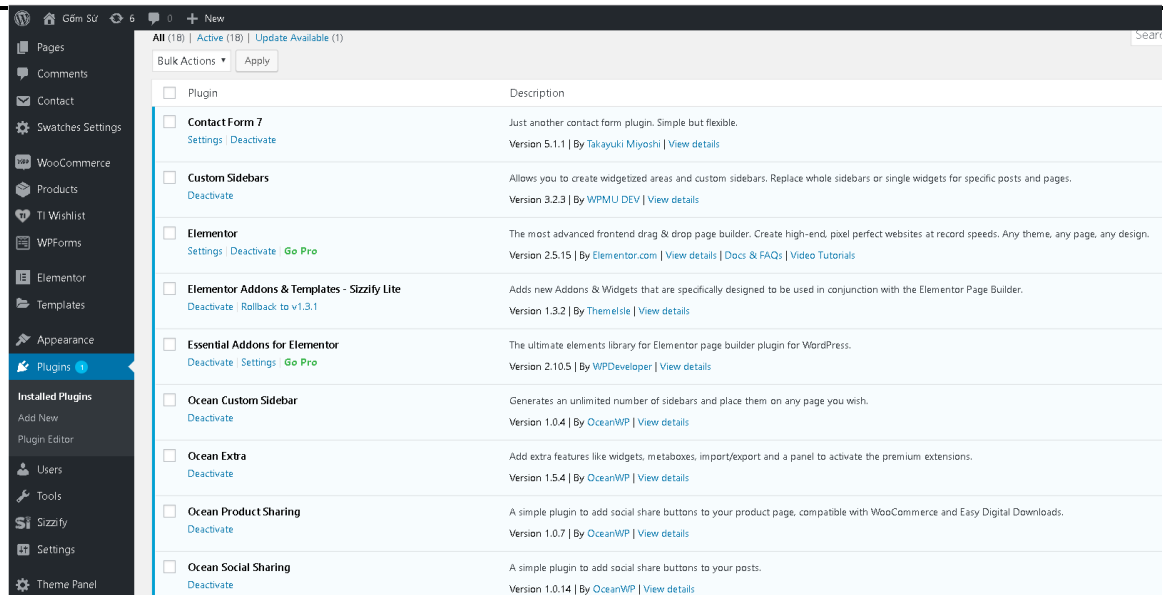 Gốm Sứ 6 0 + New
Pages
Comments
Contact
Swatches Settings
WooCommerce
Products
TI Wishlist
WPForms
Elementor
Templates
Appearance
Plugins 1
Installed Plugins
Add New
Plugin Editor
Users
Tools
Sizzify
Settings
Theme Panel
All (18) | Active (18) | Update Available (1)
Bulk Actions Apply
Plugin Description
Contact Form 7 Just another contact form plugin. Simple but flexible.
Settings | Deactivate Version 5.1.1 | By Takayuki Miyoshi | View details
Custom Sidebars Allows you to create widgetized areas and custom sidebars. Replace whole sidebars or single widgets for specific posts and pages.
Deactivate Version 3.2.3 | By WPMU DEV | View details
Elementor The most advanced frontend drag & drop page builder. Create high-end, pixel perfect websites at record speeds. Any theme, any page, any design.
Settings | Deactivate | Go Pro Version 2.5.15 | By Elementor.com | View details | Docs & FAQs | Video Tutorials
Elementor Addons & Templates - Sizzify Lite Adds new Addons & Widgets that are specifically designed to be used in conjunction with the Elementor Page Builder.
Deactivate | Rollback to v1.3.1 Version 1.3.2 | By ThemeIsle | View details
Essential Addons for Elementor The ultimate elements library for Elementor page builder plugin for WordPress.
Deactivate | Settings | Go Pro Version 2.10.5 | By WPDeveloper | View details
Ocean Custom Sidebar Generates an unlimited number of sidebars and place them on any page you wish.
Deactivate Version 1.0.4 | By OceanWP | View details
Ocean Extra Add extra features like widgets, metaboxes, import/export and a panel to activate the premium extensions.
Deactivate Version 1.5.4 | By OceanWP | View details
Ocean Product Sharing A simple plugin to add social share buttons to your product page, compatible with WooCommerce and Easy Digital Downloads.
Deactivate Version 1.0.7 | By OceanWP | View details
Ocean Social Sharing A simple plugin to add social share buttons to your posts.
Deactivate Version 1.0.14 | By OceanWP | View details